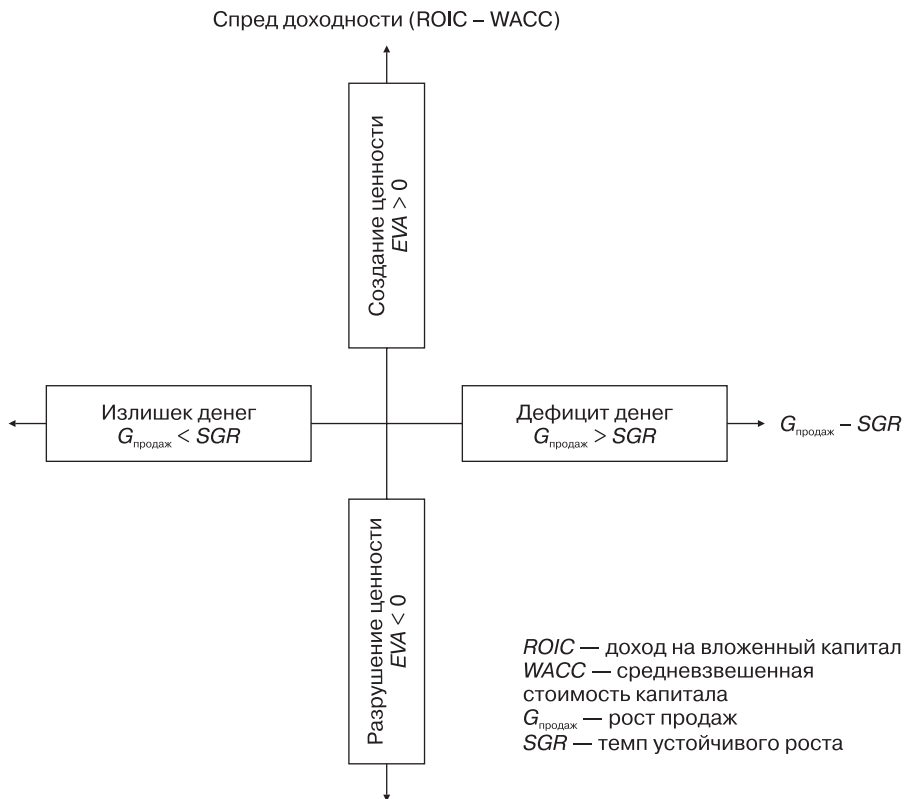 Спред доходности (ROIC – WACC)
Создание ценности
EVA > 0
Излишек денег
Gпродаж < SGR
Дефицит денег
Gпродаж > SGR
Gпродаж – SGR
Разрушение ценности
EVA < 0
ROIC — доход на вложенный капитал
WACC — средневзвешенная
стоимость капитала
Gпродаж — рост продаж
SGR — темп устойчивого роста